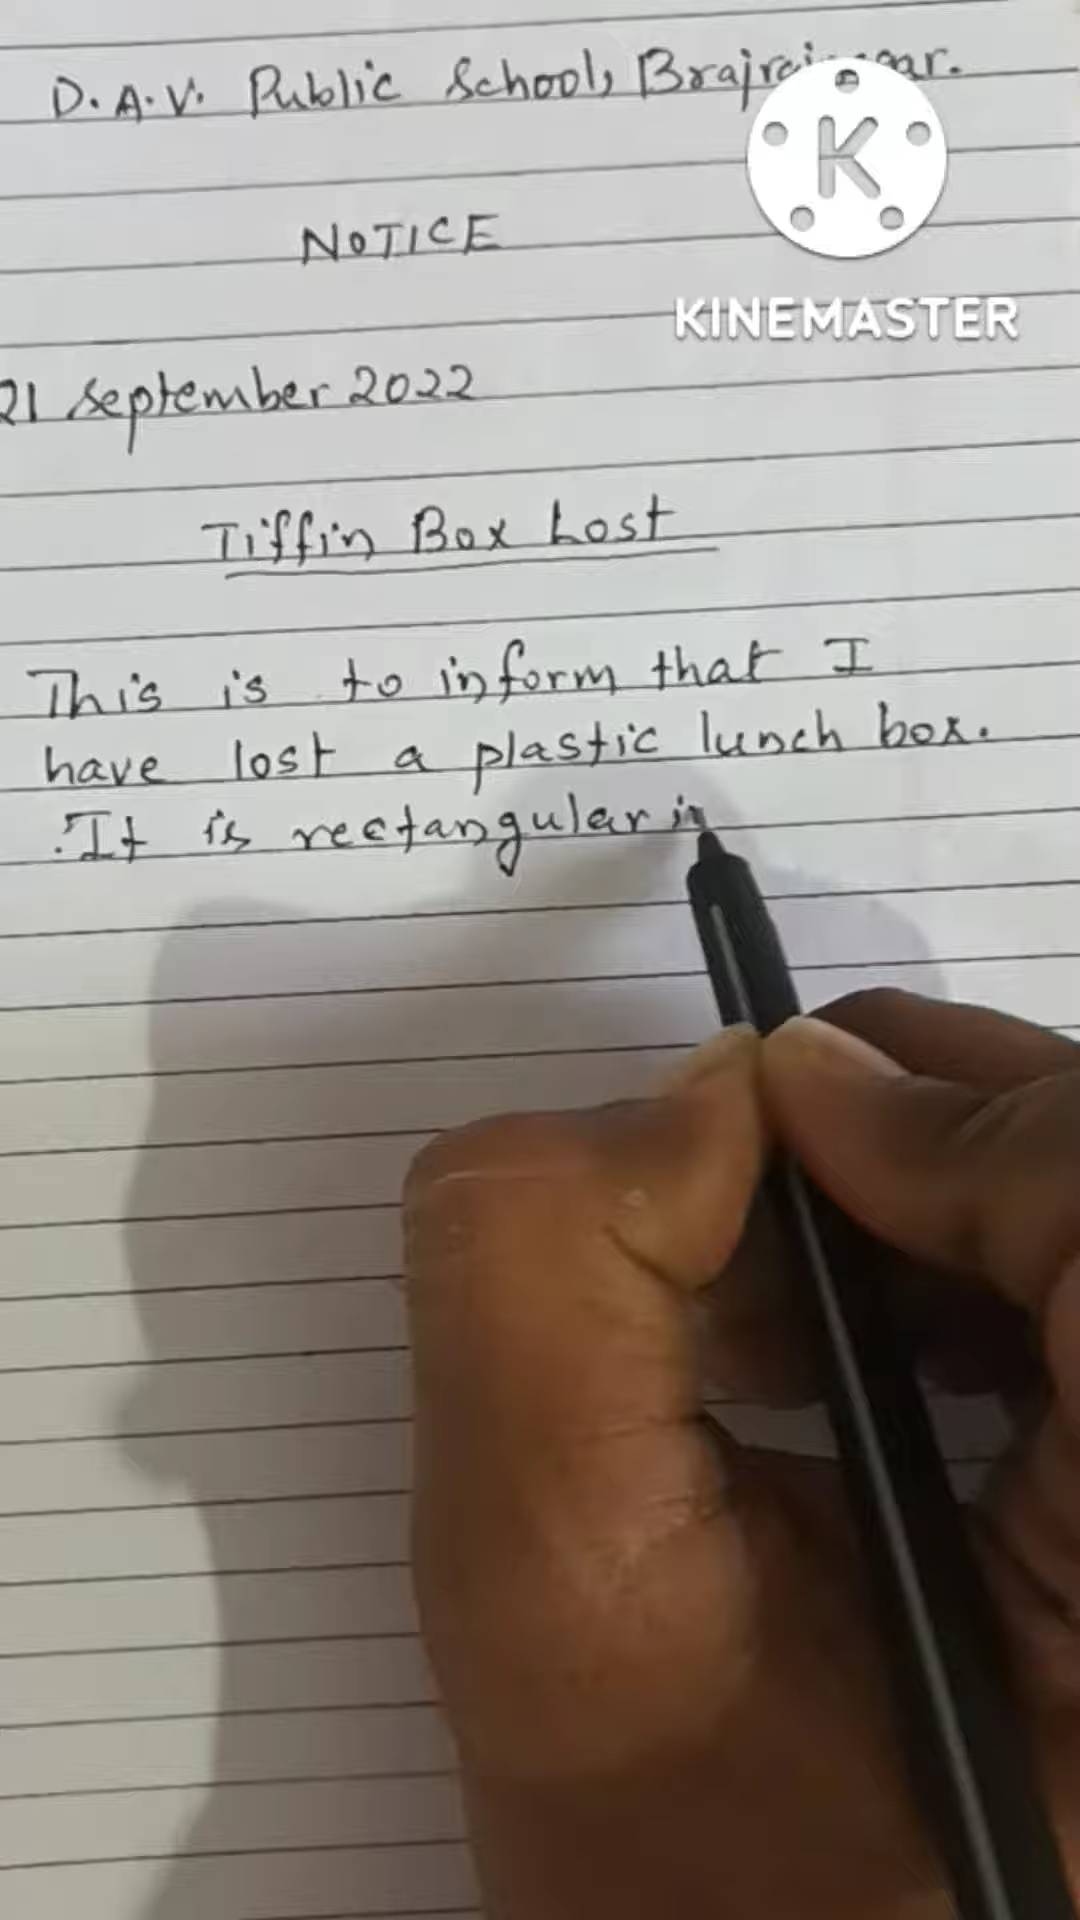 D.A.V. Public School,
NOTICE
KINEMASTER
21 September 2022
Tiffin Box Lost
This is to inform that I
have lost a plastic lunch box.
It is rectangular in